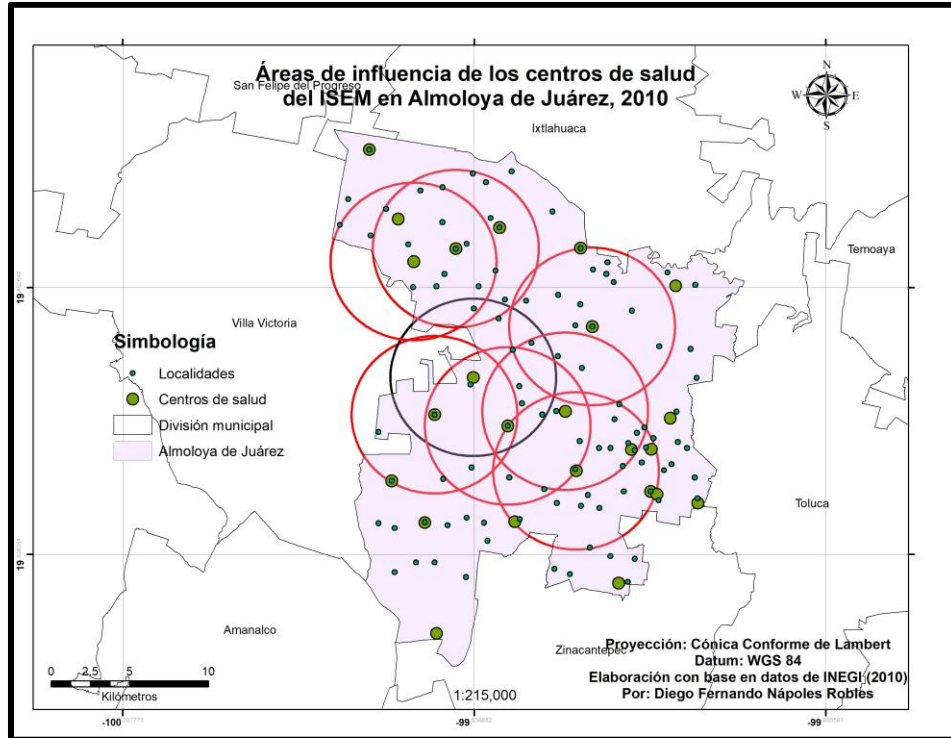 Áreas de influencia de los centros de salud
San Felipe del Progreso
del ISEM en Almoloya de Juárez, 2010
N
W E
S
Ixtlahuaca
Temoaya
Villa Victoria
Simbología
Localidades
Centros de salud
División municipal
Almoloya de Juárez
Toluca
Amanalco
Zinacantepec
Proyección: Cónica Conforme de Lambert
Datum: WGS 84
Elaboración con base en datos de INEGI (2010)
Por: Diego Fernando Nápoles Robles
0 2.5 5 10
Kilómetros
1:215,000
19
19
-100
-99
-99